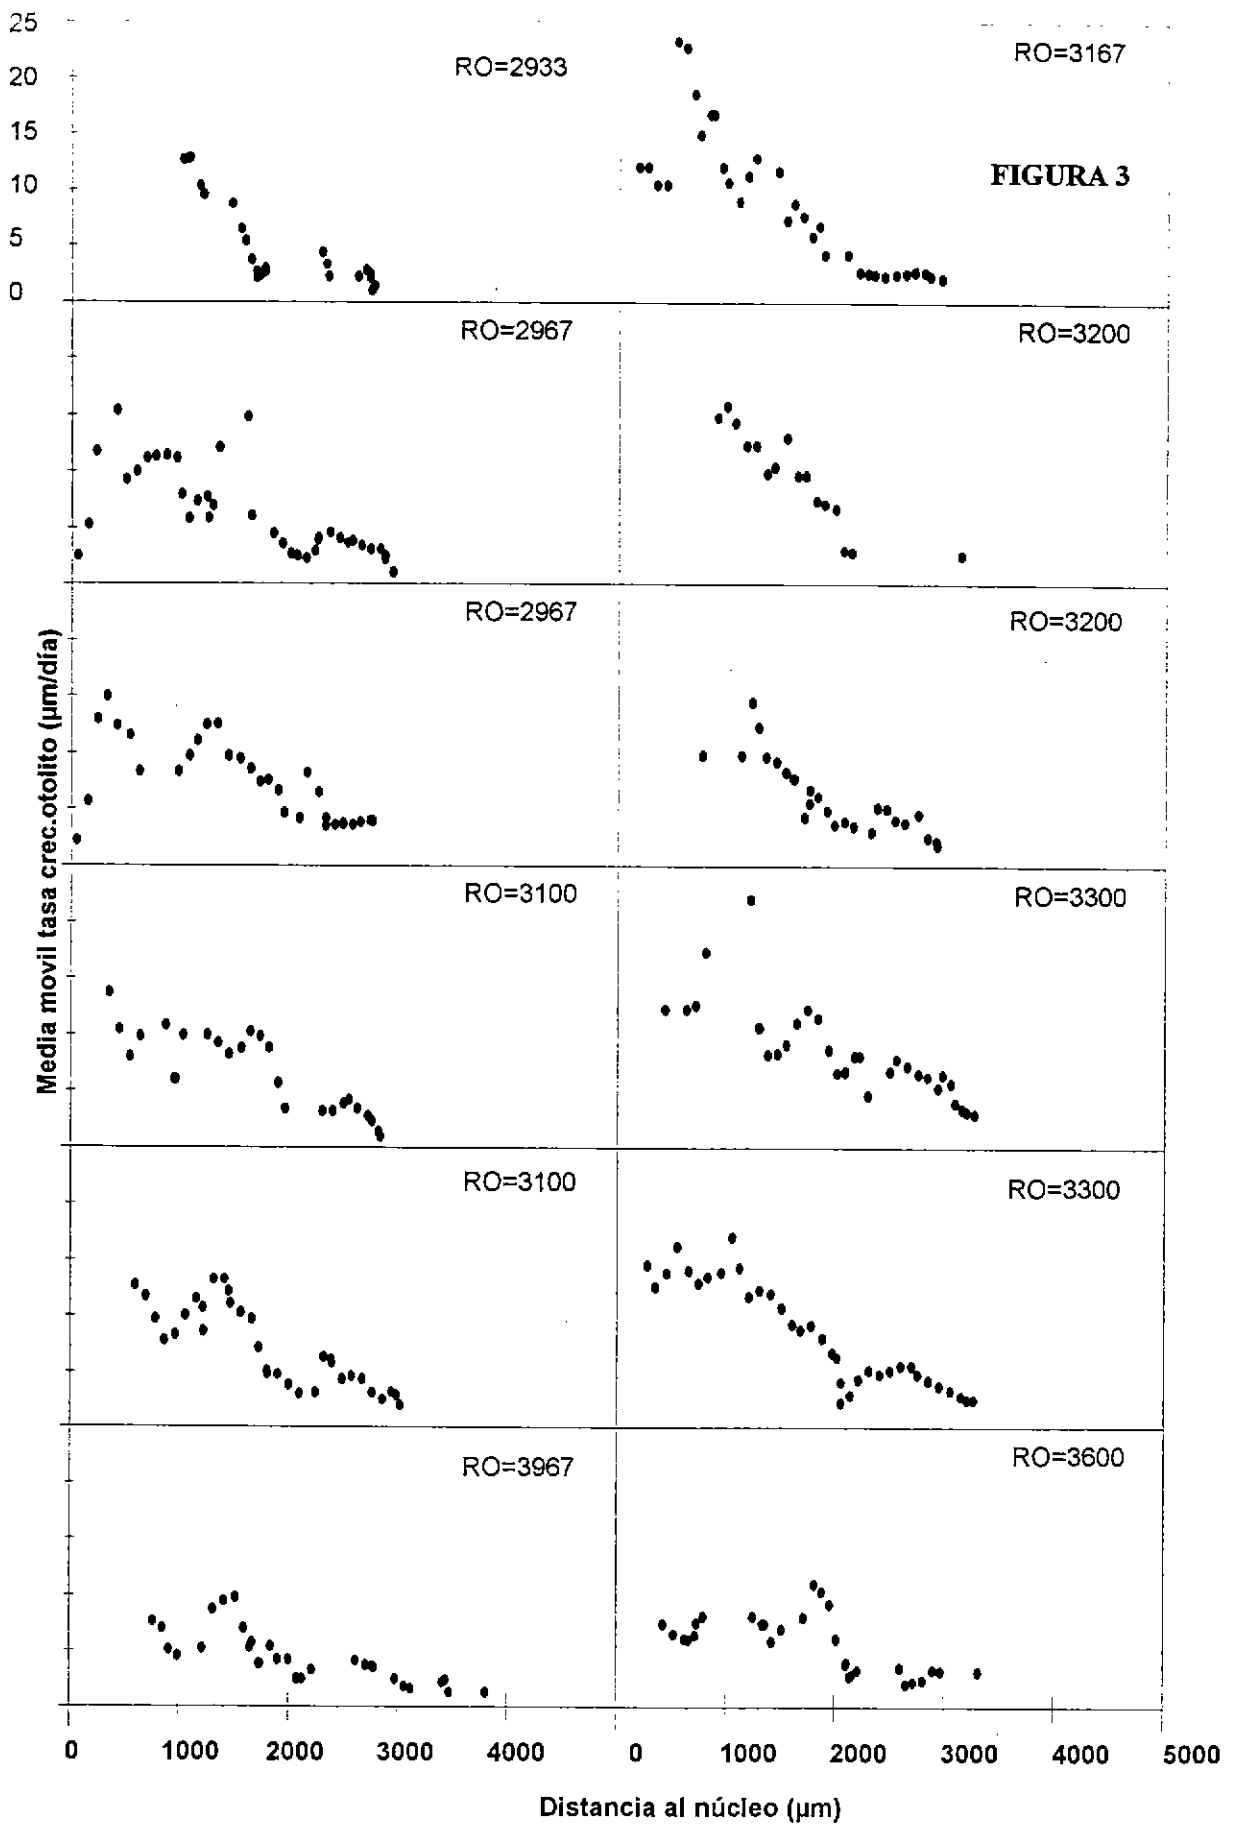 25
20
15
10
5
0
RO=2933
RO=3167
FIGURA 3
RO=2967
RO=3200
RO=2967
RO=3200
RO=3100
RO=3300
RO=3100
RO=3300
RO=3967
RO=3600
Media movil tasa crec.otolito (µm/día)
0 1000 2000 3000 4000 0 1000 2000 3000 4000 5000
Distancia al núcleo (µm)